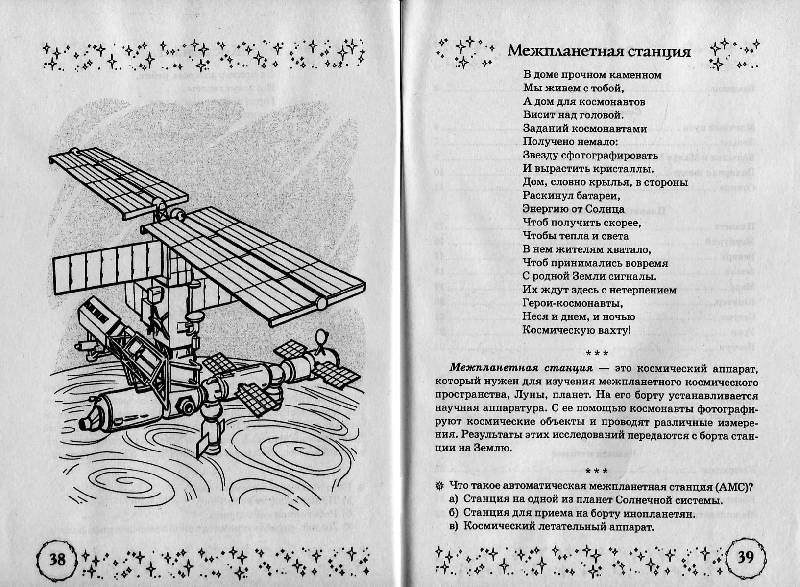 Межпланетная станция
В доме прочном каменном
Мы живем с тобой,
А дом для космонавтов
Висит над головой.
Заданий космонавтами
Получено немало:
Звезду сфотографировать
И вырастить кристаллы.
Дом, словно крылья, в стороны
Раскинул батареи,
Энергию от Солнца
Чтоб получить скорее,
Чтобы тепла и света
В нем жителям хватало,
Чтоб принимались вовремя
С родной Земли сигналы.
Их ждут здесь с нетерпением
Герои-космонавты,
Неся и днем, и ночью
Космическую вахту!
* * *
Межпланетная станция — это космический аппарат,
который нужен для изучения межпланетного космического
пространства, Луны, планет. На его борту устанавливается
научная аппаратура. С ее помощью космонавты фотографи-
руют космические объекты и проводят различные измере-
ния. Результаты этих исследований передаются с борта стан-
ции на Землю.
* * *
Что такое автоматическая межпланетная станция (АМС)?
а) Станция на одной из планет Солнечной системы.
б) Станция для приема на борту инопланетян.
в) Космический летательный аппарат.
38
39